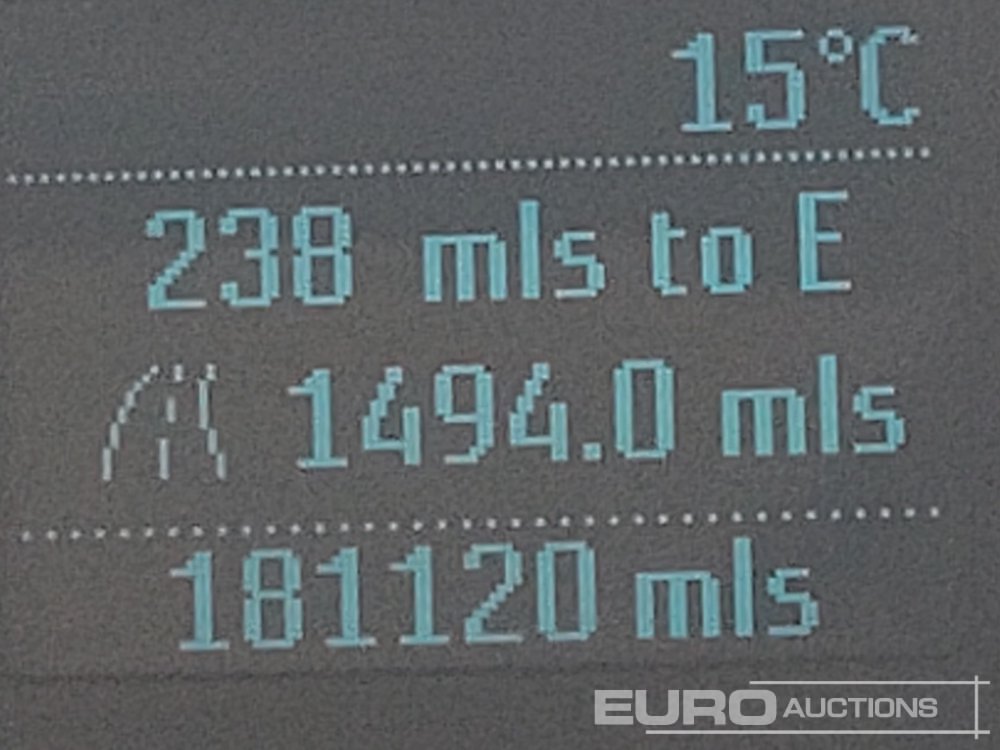 15°C
238 mls to E
1494.0 mls
181120 mls
EURO AUCTIONS